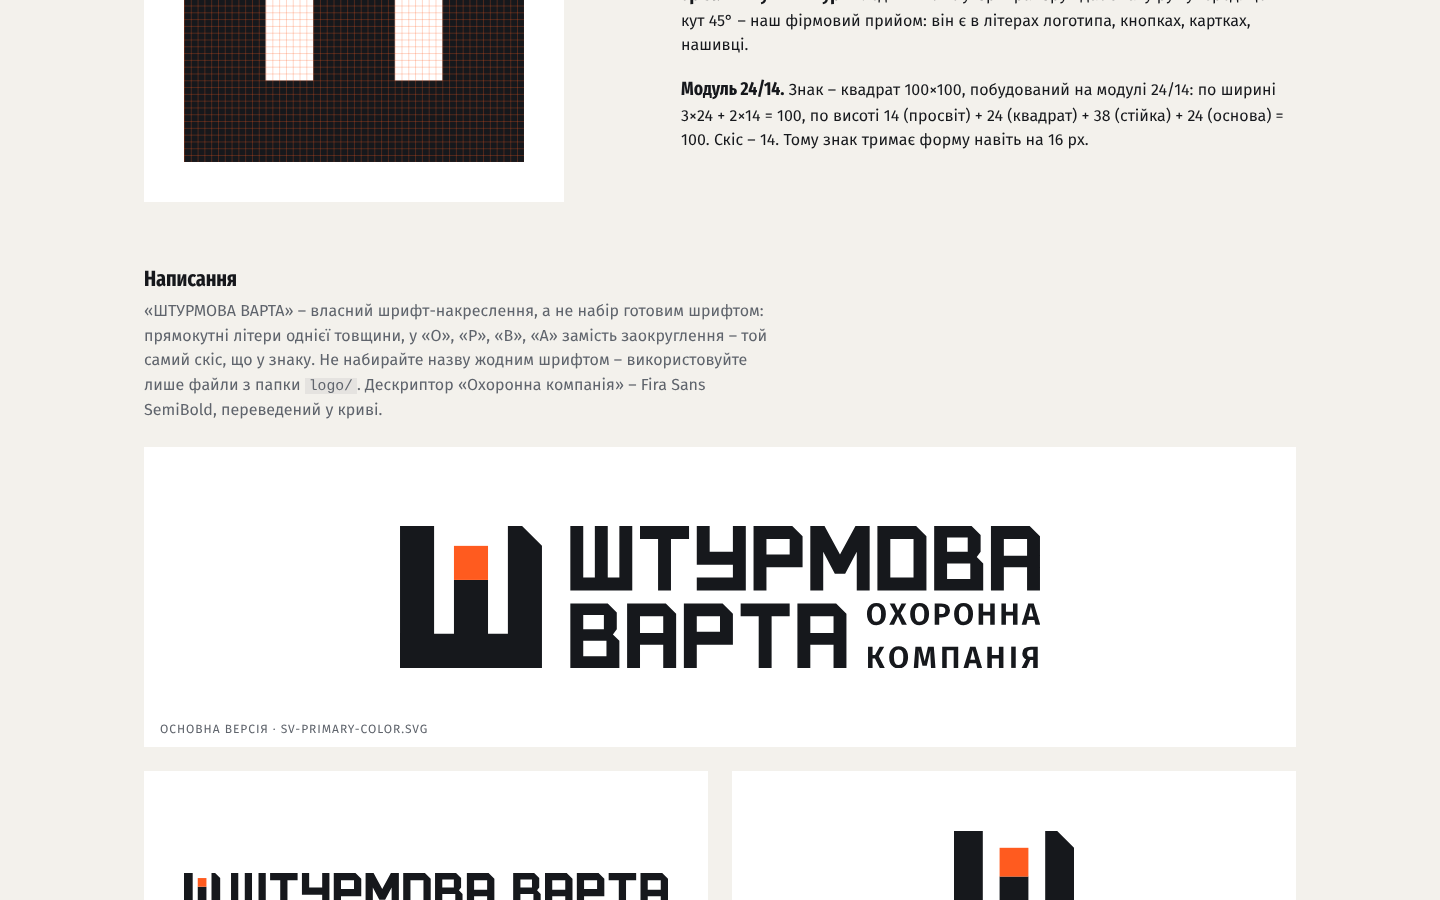 кут 45° – наш фірмовий прийом: він є в літерах логотипа, кнопках, картках,
нашивці.
Модуль 24/14. Знак – квадрат 100×100, побудований на модулі 24/14: по ширині
3×24 + 2×14 = 100, по висоті 14 (просвіт) + 24 (квадрат) + 38 (стійка) + 24 (основа) =
100. Скіс – 14. Тому знак тримає форму навіть на 16 px.
Написання
«ШТУРМОВА ВАРТА» – власний шрифт-накреслення, а не набір готовим шрифтом:
прямокутні літери однієї товщини, у «О», «Р», «В», «А» замість заокруглення – той
самий скіс, що у знаку. Не набирайте назву жодним шрифтом – використовуйте
лише файли з папки logo/. Дескриптор «Охоронна компанія» – Fira Sans
SemiBold, переведений у криві.
ШТУРМОВА
ВАРТА ОХОРОННА
КОМПАНІЯ
ОСНОВНА ВЕРСІЯ · SV-PRIMARY-COLOR.SVG
ШТУРМОВА ВАРТА